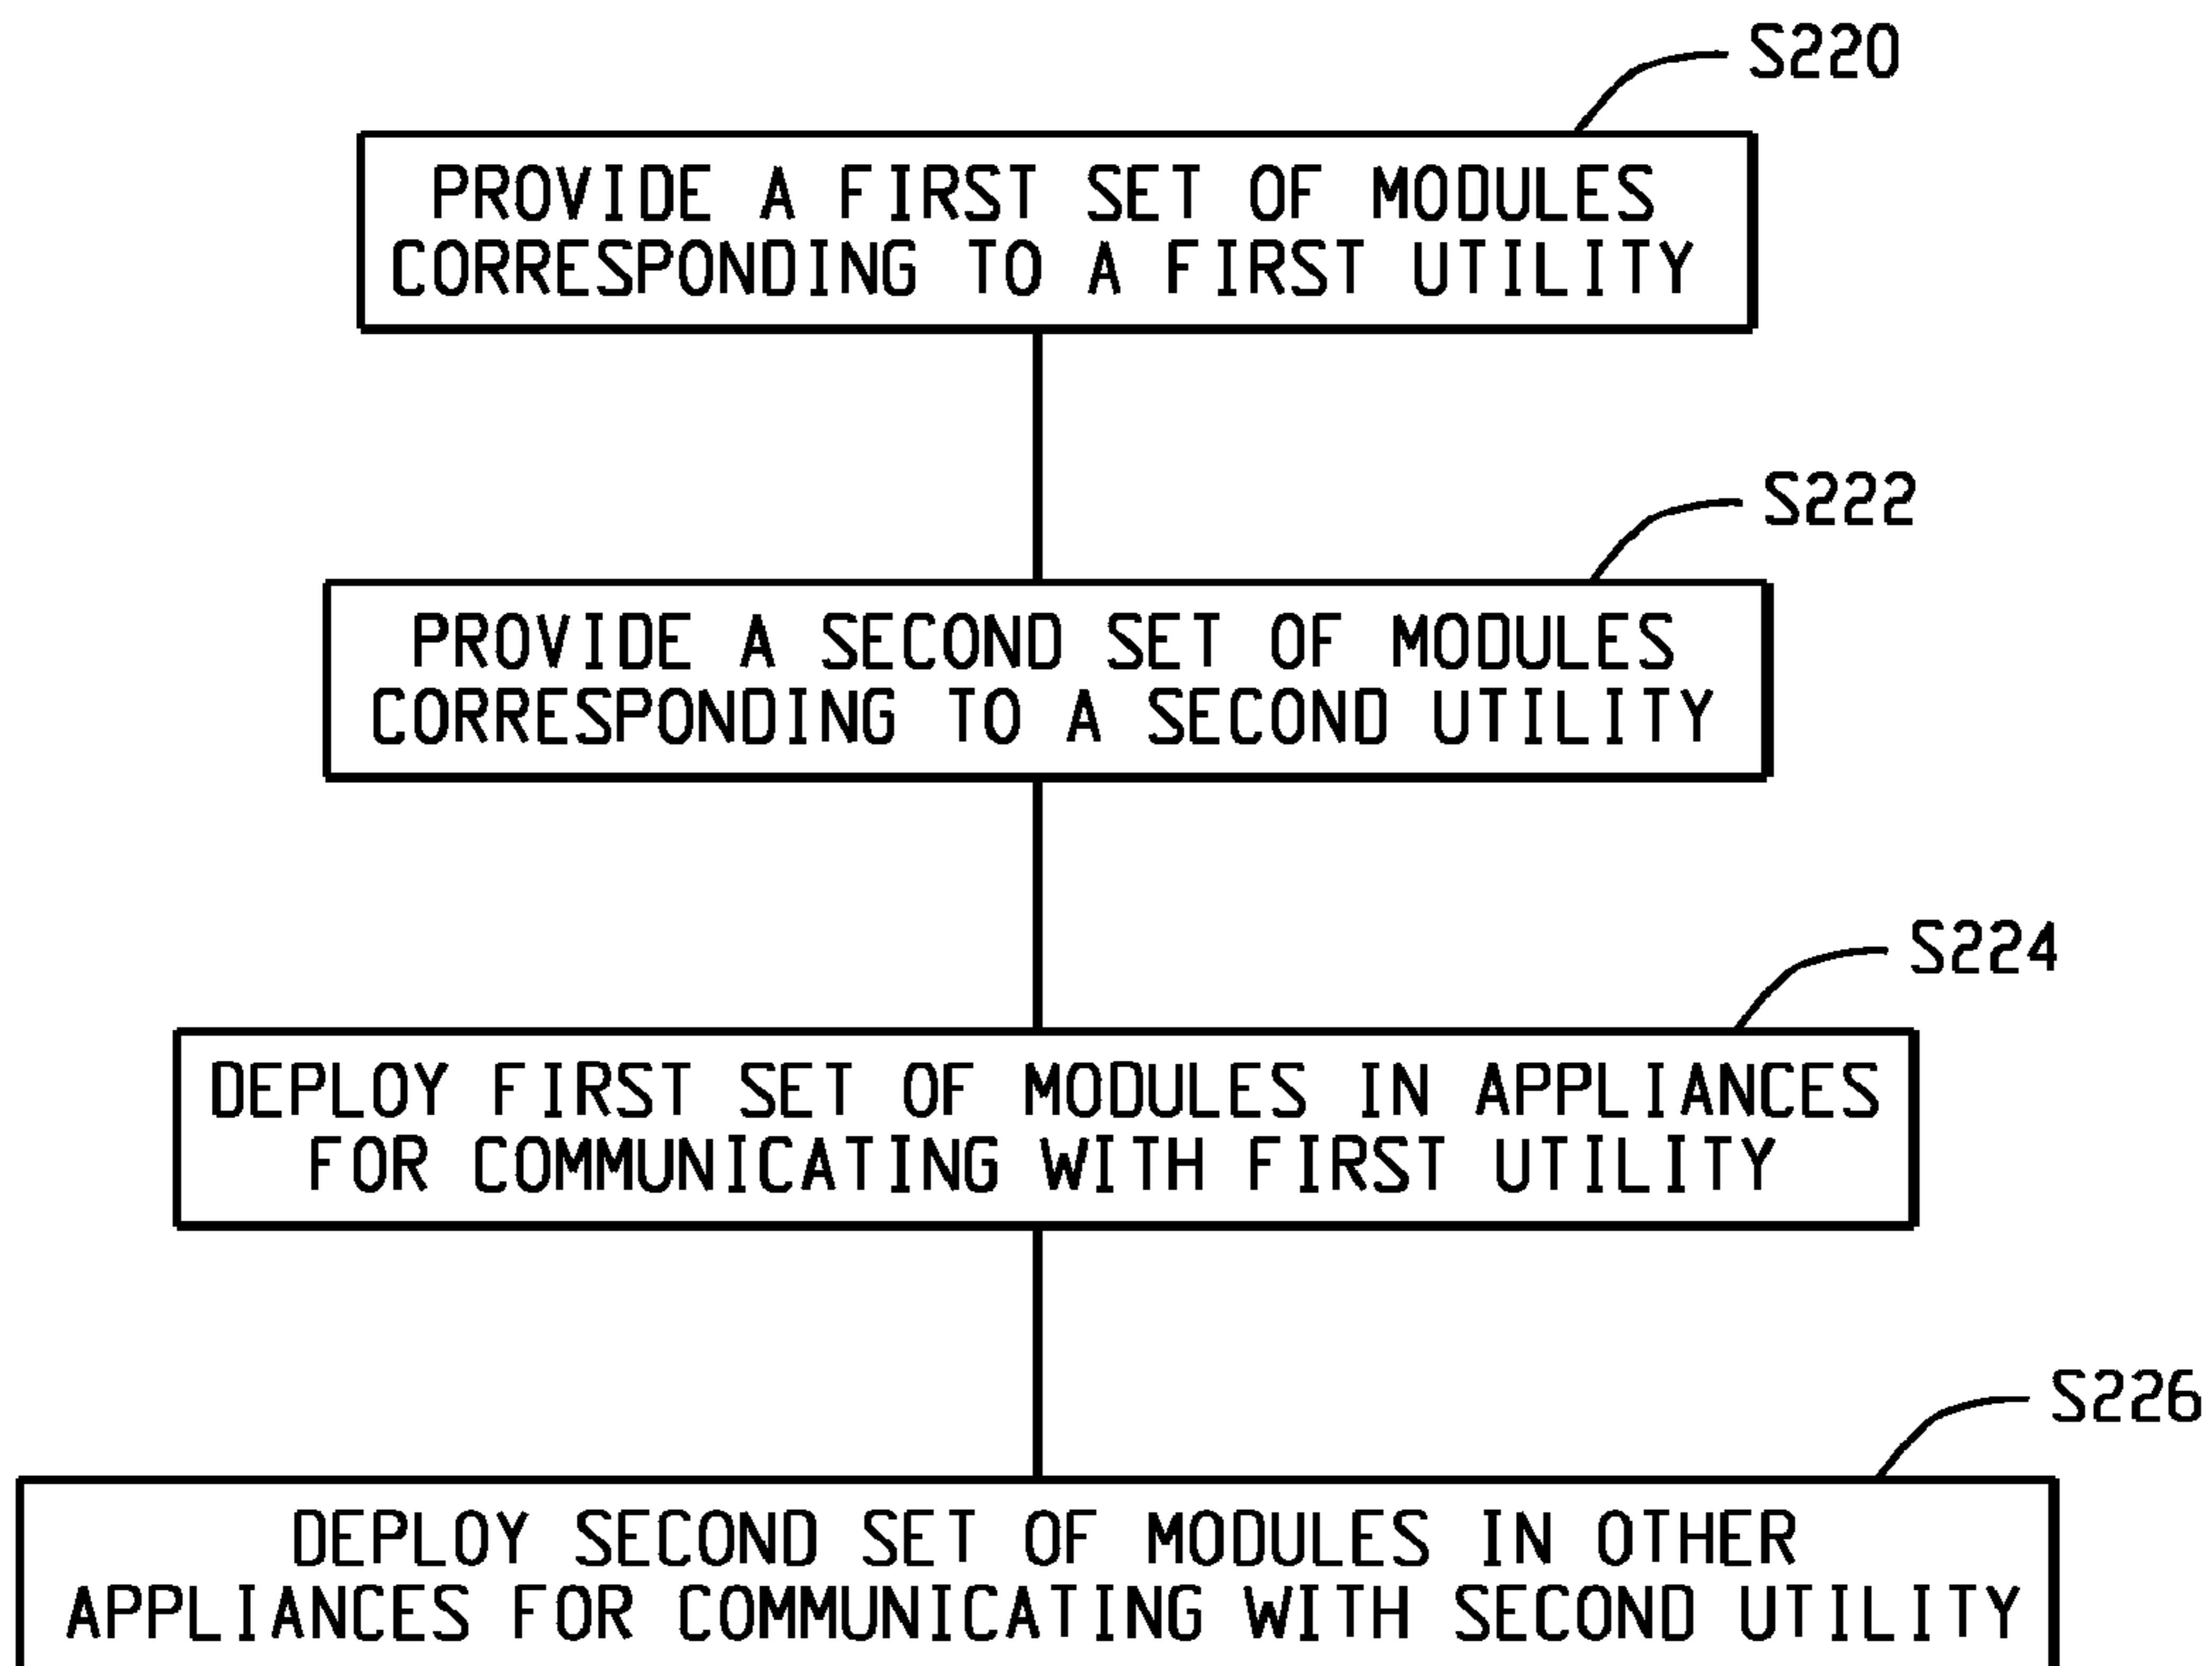 S220
PROVIDE A FIRST SET OF MODULES
CORRESPONDING TO A FIRST UTILITY
S222
PROVIDE A SECOND SET OF MODULES
CORRESPONDING TO A SECOND UTILITY
S224
DEPLOY FIRST SET OF MODULES IN APPLIANCES
FOR COMMUNICATING WITH FIRST UTILITY
S226
DEPLOY SECOND SET OF MODULES IN OTHER
APPLIANCES FOR COMMUNICATING WITH SECOND UTILITY